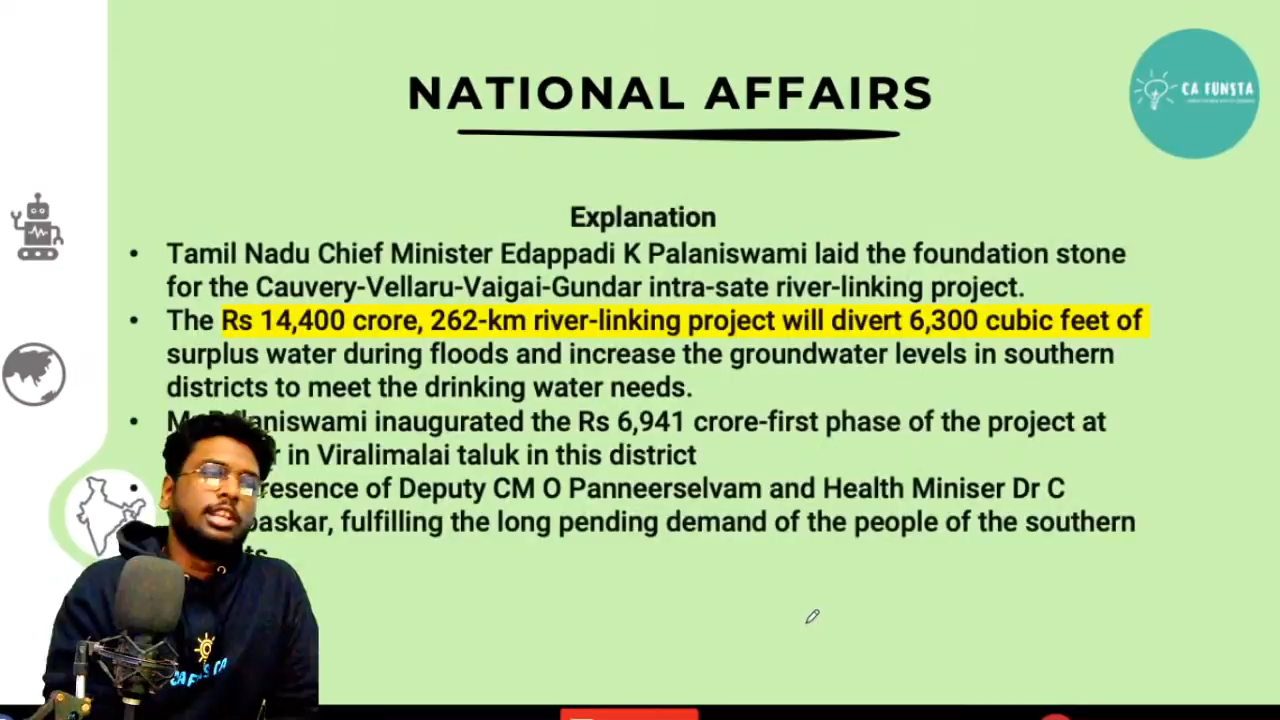 NATIONAL AFFAIRS
CA FUNSTA
Explanation
• Tamil Nadu Chief Minister Edappadi K Palaniswami laid the foundation stone
for the Cauvery-Vellaru-Vaigai-Gundar intra-sate river-linking project.
• The Rs 14,400 crore, 262-km river-linking project will divert 6,300 cubic feet of
surplus water during floods and increase the groundwater levels in southern
districts to meet the drinking water needs.
• inaugurated the Rs 6,941 crore-first phase of the project at
in Viralimalai taluk in this district
• of Deputy CM O Panneerselvam and Health Miniser Dr C
fulfilling the long pending demand of the people of the southern